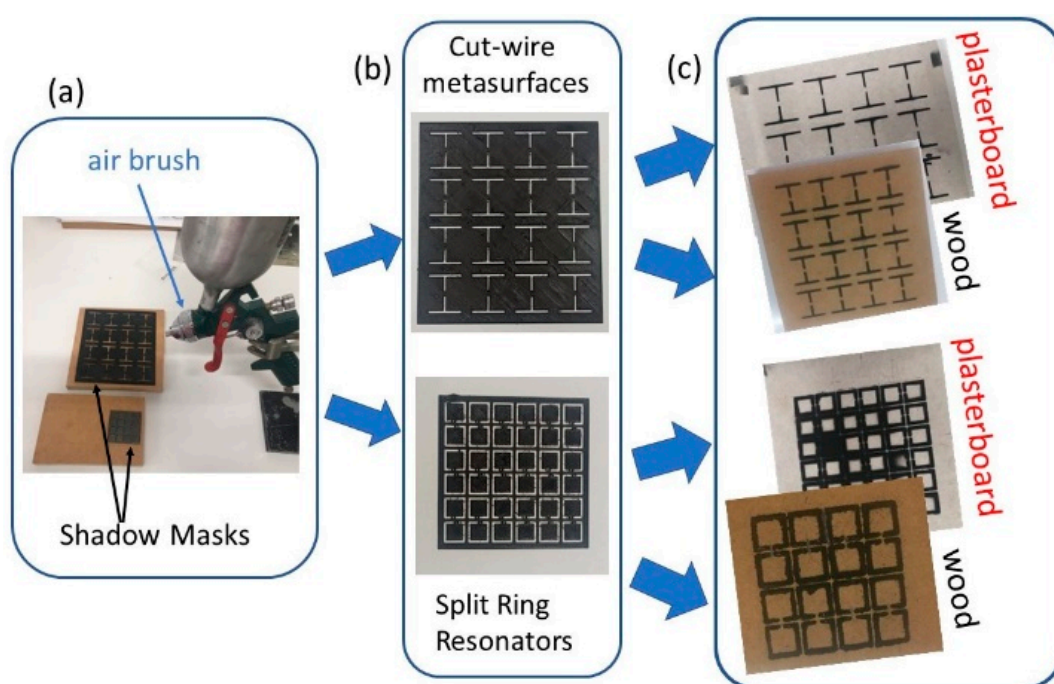 (a)
air brush
Shadow Masks
(b)
Cut-wire
metasurfaces
Split Ring
Resonators
(c)
plasterboard
wood
plasterboard
wood